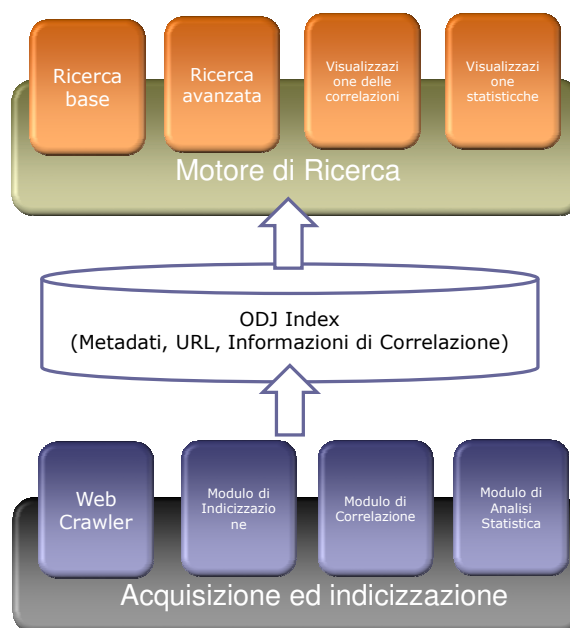 Ricerca
base
Ricerca
avanzata
Visualizzazi
one delle
correlazioni
Visualizzazi
one
statisticche
Motore di Ricerca
ODJ Index
(Metadati, URL, Informazioni di Correlazione)
Web
Crawler
Modulo di
Indicizzazio
ne
Modulo di
Correlazione
Modulo di
Analisi
Statistica
Acquisizione ed indicizzazione